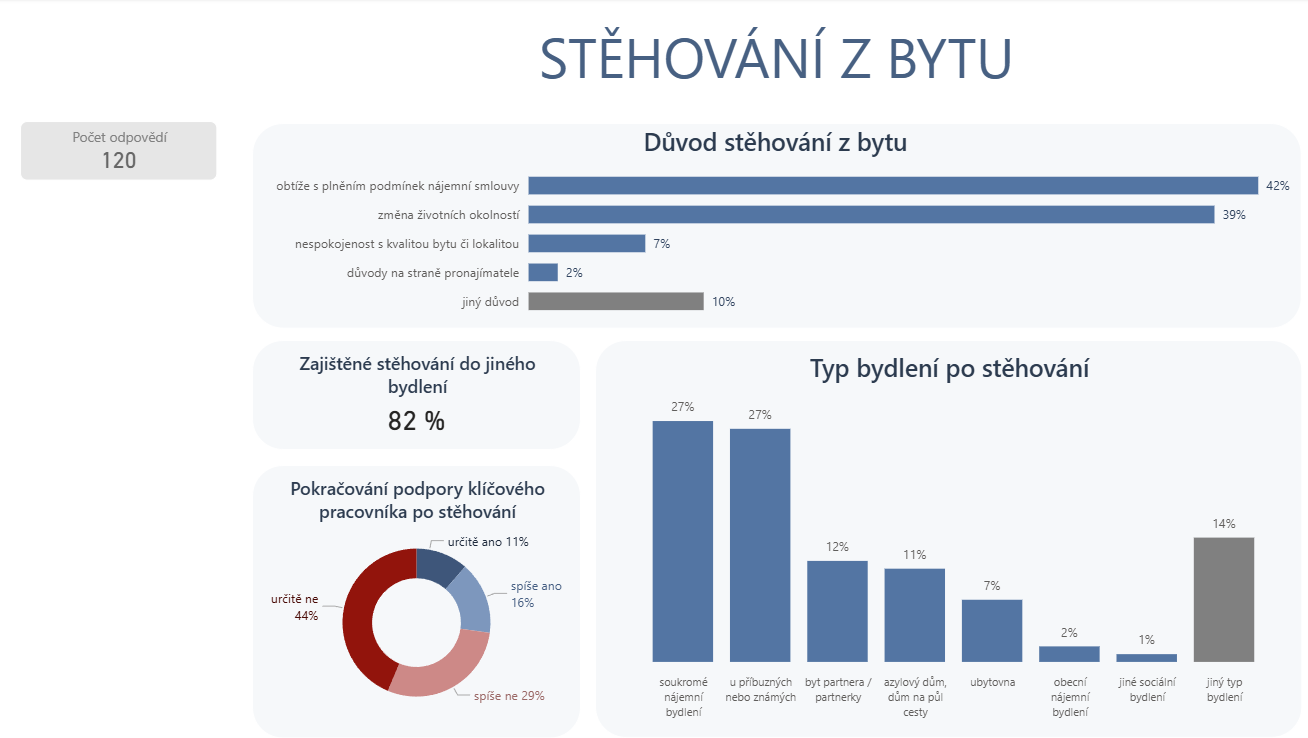 STĚHOVÁNÍ Z BYTU
Počet odpovědí
120
Důvod stěhování z bytu
obtíže s plněním podmínek nájemní smlouvy 42%
změna životních okolností 39%
nespokojenost s kvalitou bytu či lokalitou 7%
důvody na straně pronajímatele 2%
jiný důvod 10%
Zajištěné stěhování do jiného
bydlení
82 %
Pokračování podpory klíčového
pracovníka po stěhování
určitě ano 11%
spíše ano
16%
určitě ne
44%
spíše ne 29%
Typ bydlení po stěhování
27%
27%
12%
11%
7%
2%
1%
14%
soukromé
nájemní
bydlení
u příbuzných
nebo známých
byt partnera /
partnerky
azylový dům,
dům na půl
cesty
ubytovna
obecní
nájemní
bydlení
jiné sociální
bydlení
jiný typ
bydlení